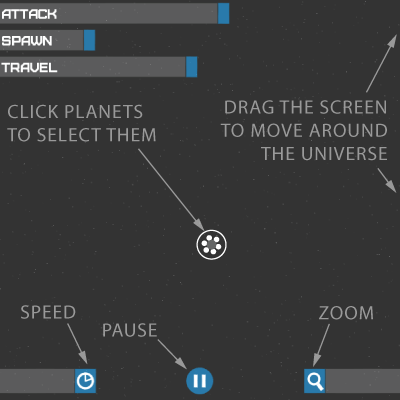 ATTACK
SPAWN
TRAVEL
CLICK PLANETS
TO SELECT THEM
DRAG THE SCREEN
TO MOVE AROUND
THE UNIVERSE
SPEED
PAUSE
ZOOM